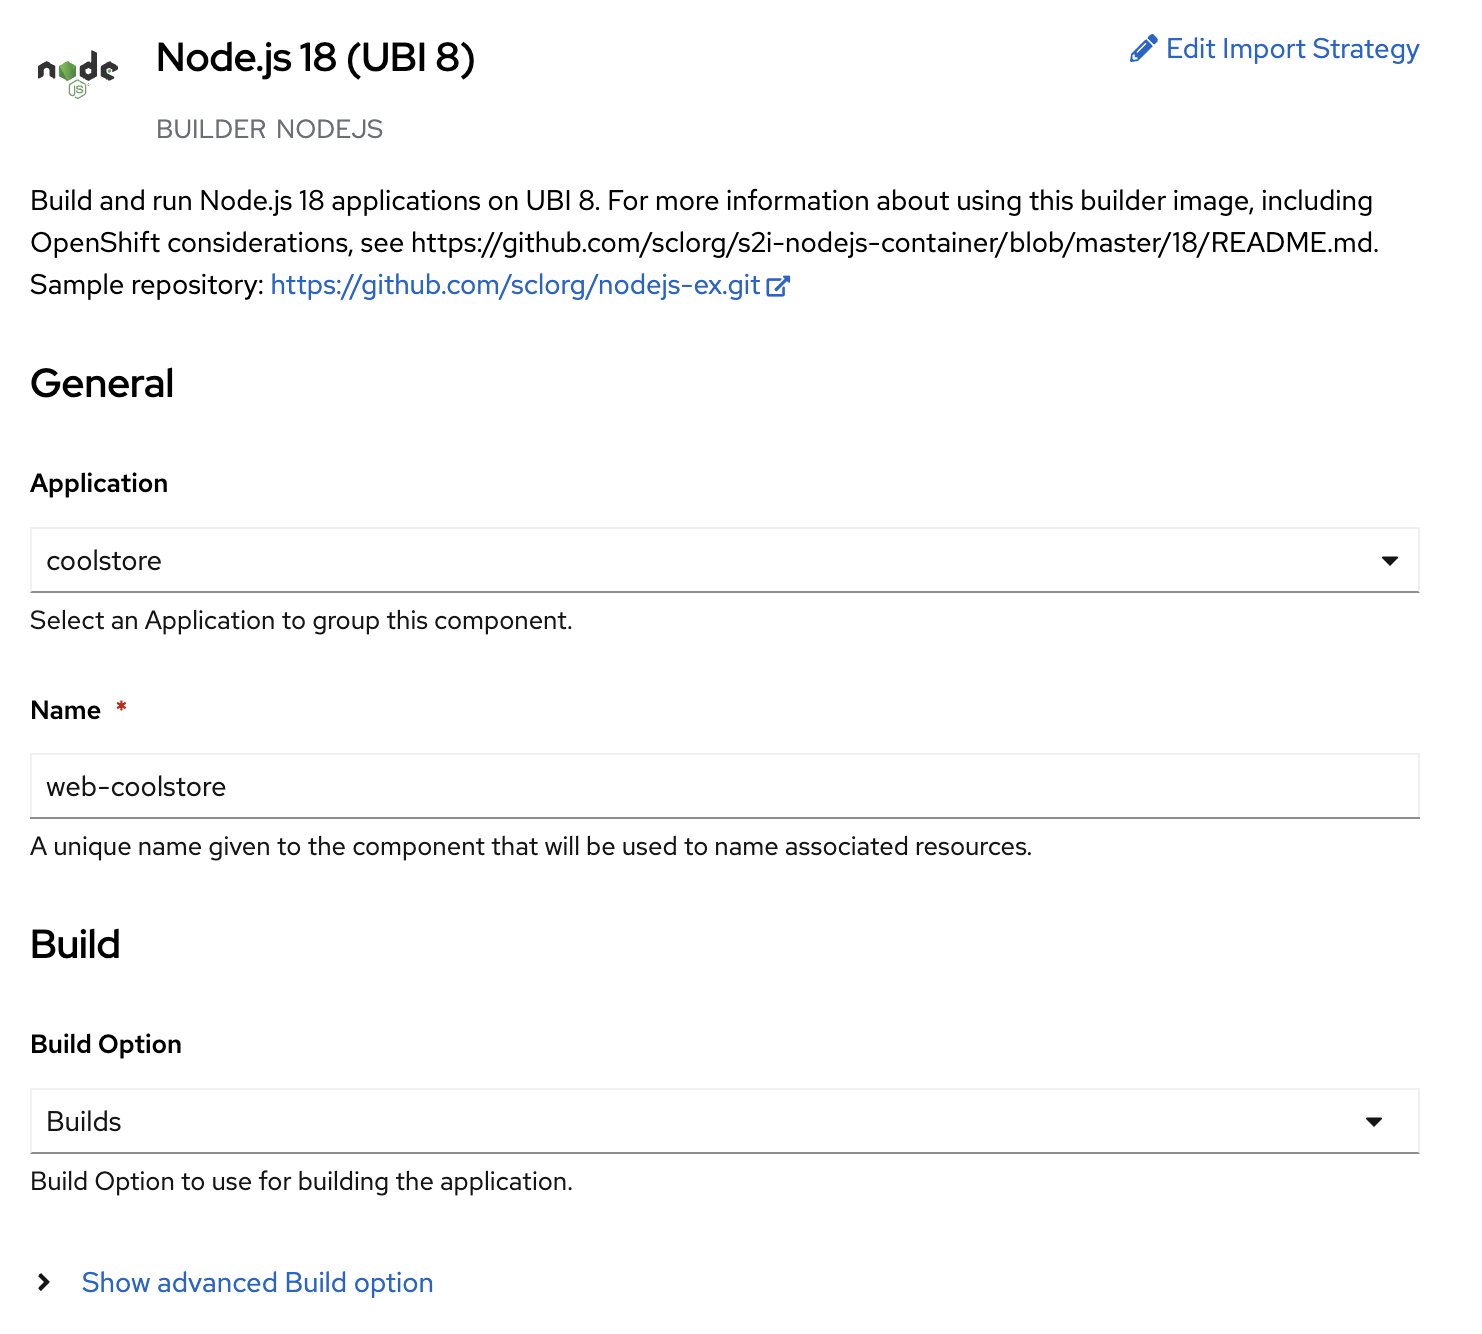 node
JS
Node.js 18 (UBI 8)
Edit Import Strategy
BUILDER NODEJS
Build and run Node.js 18 applications on UBI 8. For more information about using this builder image, including
OpenShift considerations, see https://github.com/sclorg/s2i-nodejs-container/blob/master/18/README.md.
Sample repository: https://github.com/sclorg/nodejs-ex.git
General
Application
coolstore
Select an Application to group this component.
Name *
web-coolstore
A unique name given to the component that will be used to name associated resources.
Build
Build Option
Builds
Build Option to use for building the application.
Show advanced Build option